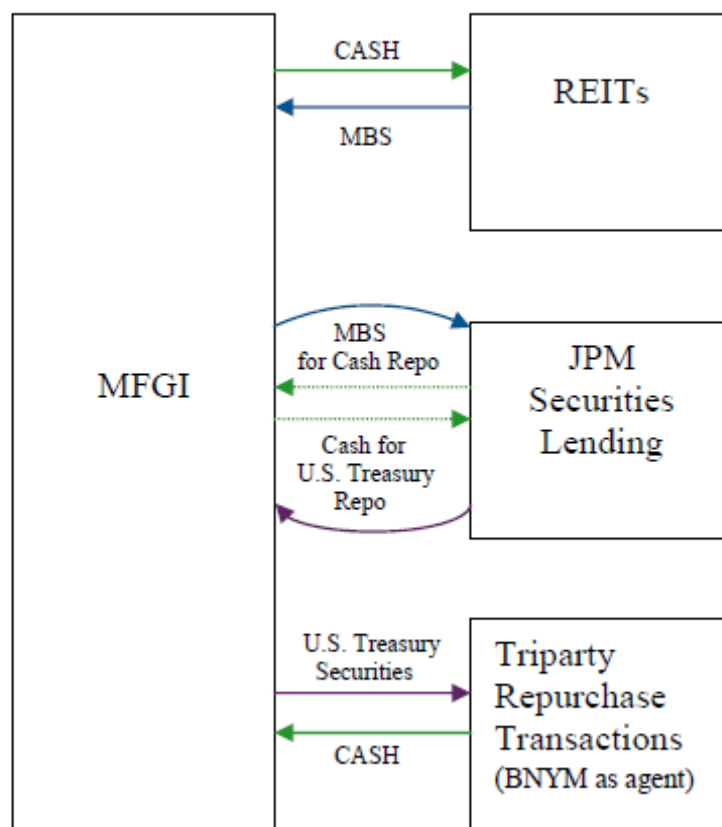 CASH
REITs
MBS
MFGI
MBS
for Cash Repo
JPM
Securities
Lending
Cash for
U.S. Treasury
Repo
U.S. Treasury
Securities
CASH
Triparty
Repurchase
Transactions
(BNYM as agent)